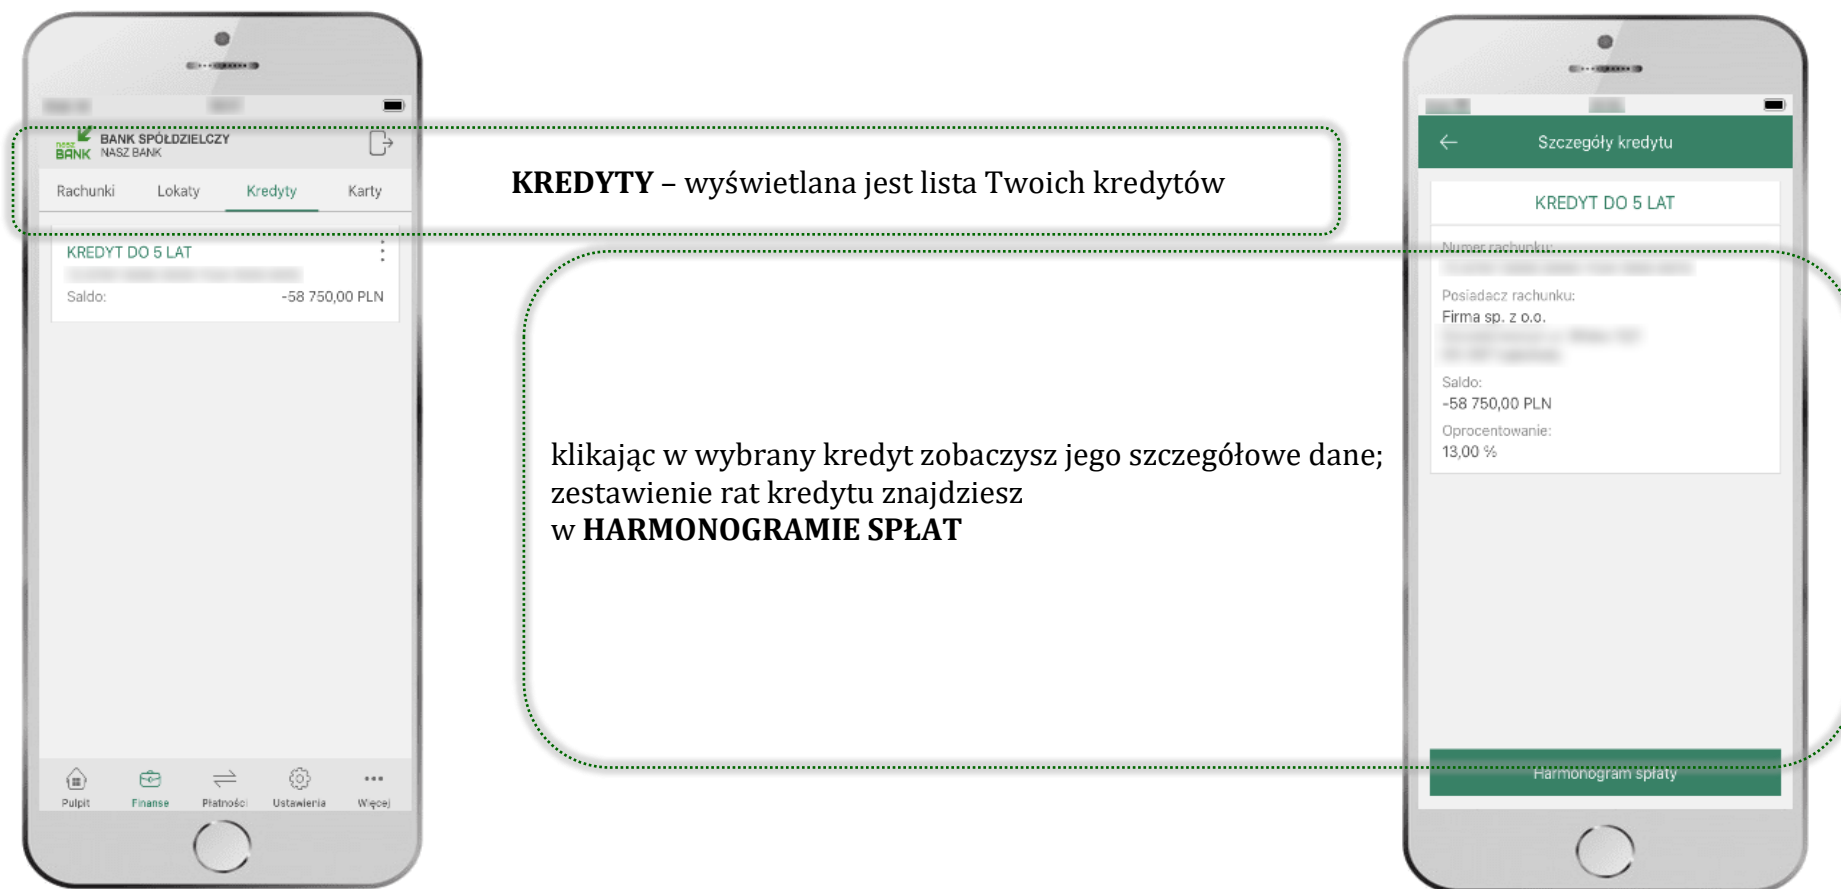 nasz
BANK
BANK SPÓŁDZIELCZY
NASZ BANK
Rachunki Lokaty Kredyty Karty
KREDYT DO 5 LAT
Saldo: -58 750,00 PLN
Pulpit Finanse Płatności Ustawienia Więcej
KREDYTY – wyświetlana jest lista Twoich kredytów
klikając w wybrany kredyt zobaczysz jego szczegółowe dane;
zestawienie rat kredytu znajdziesz
w HARMONOGRAMIE SPŁAT
Szczegóły kredytu
KREDYT DO 5 LAT
Numer rachunku:
Posiadacz rachunku:
Firma sp. z o.o.
Saldo:
-58 750,00 PLN
Oprocentowanie:
13,00 %
Harmonogram spłaty